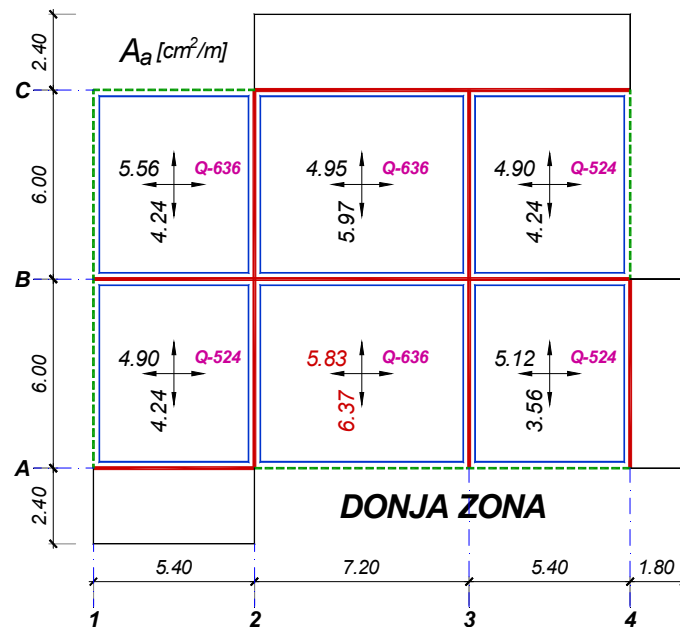 2.40
A_a [cm²/m]
C
5.56 Q-636
4.24
4.95 Q-636
5.97
4.90 Q-524
4.24
6.00
B
4.90 Q-524
4.24
5.83 Q-636
6.37
5.12 Q-524
3.56
6.00
A
DONJA ZONA
2.40
5.40 7.20 5.40 1.80
1 2 3 4